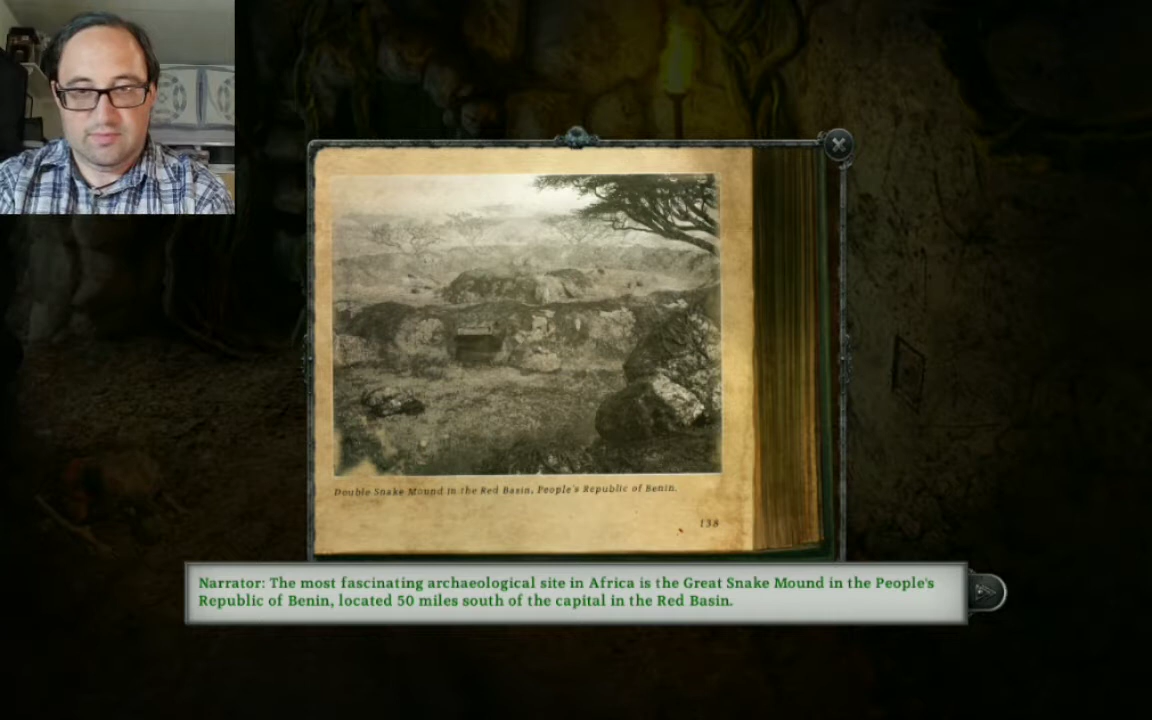 Double Snake Mound in the Red Basin, People's Republic of Benin.
138
Narrator: The most fascinating archaeological site in Africa is the Great Snake Mound in the People's
Republic of Benin, located 50 miles south of the capital in the Red Basin.